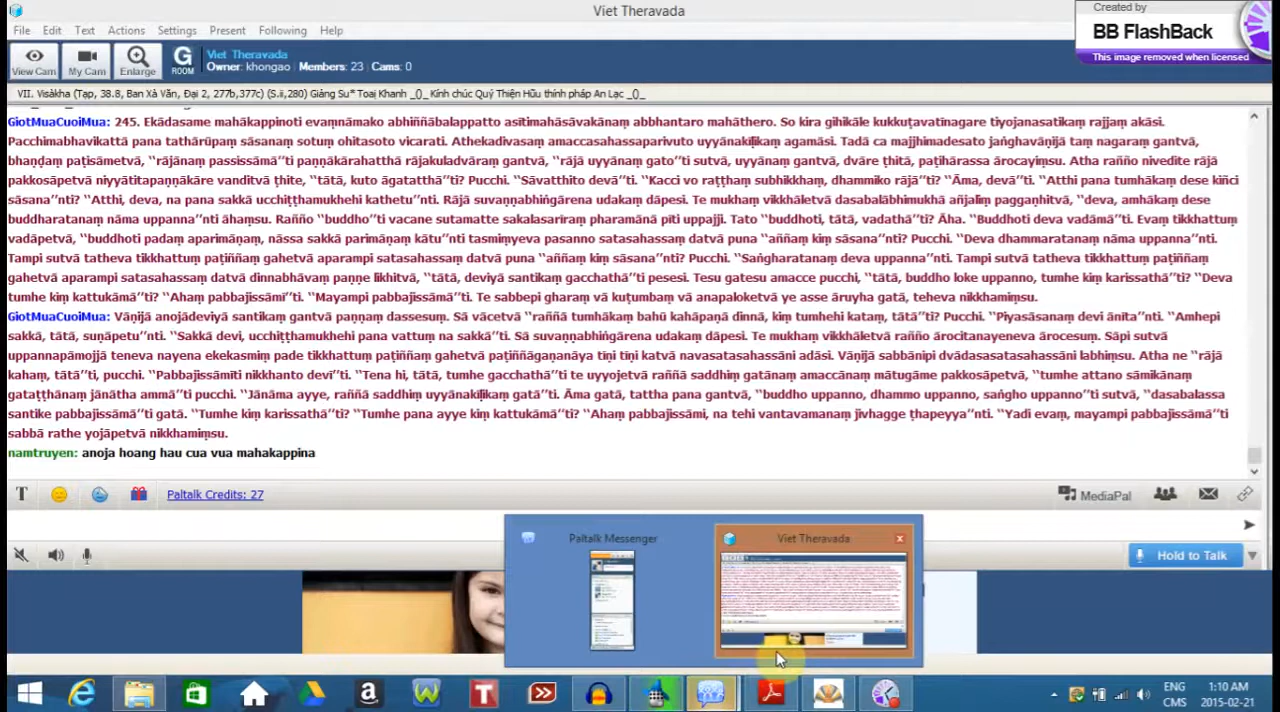 Viet Theravada
Created by
BB FlashBack
This image removed when licensed
File Edit Text Actions Settings Present Following Help
View Cam My Cam Enlarge G ROOM
Viet Theravada
Owner: khongao Members: 23 Cams: 0
VII. Visàkha (Tạp, 38.8, Ban Xà Văn, Đại 2, 277b,377c) (S.ii,280) Giảng Sư* Toaị Khanh _()_ Kính chúc Quý Thiện Hữu thính pháp An Lạc _()_
GiotMuaCuoiMua: 245. Ekādasame mahākappinoti evaṃnāmako abhiññābalappatto asītimahāsāvakānaṃ abbhantaro mahāthero. So kira gihikāle kukkuṭavatīnagare tiyojanasatikaṃ rajjaṃ akāsi.
Pacchimabhavikattā pana tathārūpaṃ sāsanaṃ sotuṃ ohitasoto vicarati. Athekadivasaṃ amaccasahassaparivuto uyyānakīḷikaṃ agamāsi. Tadā ca majjhimadesato jaṅghavāṇijā taṃ nagaraṃ gantvā,
bhaṇḍaṃ paṭisāmetvā, ‘‘rājānaṃ passissāmā’’ti paṇṇākārahatthā rājakuladvāraṃ gantvā, ‘‘rājā uyyānaṃ gato’’ti sutvā, uyyānaṃ gantvā, dvāre ṭhitā, paṭihārassa ārocayiṃsu. Atha rañño nivedite rājā
pakkosāpetvā niyyātitapaṇṇākāre vanditvā ṭhite, ‘‘tātā, kuto āgatatthā’’ti? Pucchi. ‘‘Sāvatthito devā’’ti. ‘‘Kacci vo raṭṭhaṃ subhikkhaṃ, dhammiko rājā’’ti? ‘‘Āma, devā’’ti. ‘‘Atthi pana tumhākaṃ dese kiñci
sāsana’’nti? ‘‘Atthi, deva, na pana sakkā ucchiṭṭhamukhehi kathetu’’nti. Rājā suvaṇṇabhiṅgārena udakaṃ dāpesi. Te mukhaṃ vikkhāletvā dasabalābhimukhā añjaliṃ paggaṇhitvā, ‘‘deva, amhākaṃ dese
buddharatanaṃ nāma uppanna’’nti āhaṃsu. Rañño ‘‘buddho’’ti vacane sutamatte sakalasarīraṃ pharamānā pīti uppajji. Tato ‘‘buddhoti, tātā, vadathā’’ti? Āha. ‘‘Buddhoti deva vadāmā’’ti. Evaṃ tikkhattuṃ
vadāpetvā, ‘‘buddhoti padaṃ aparimāṇaṃ, nāssa sakkā parimāṇaṃ kātu’’nti tasmiṃyeva pasanno satasahassaṃ datvā puna ‘‘aññaṃ kiṃ sāsana’’nti? Pucchi. ‘‘Deva dhammaratanaṃ nāma uppanna’’nti.
Tampi sutvā tatheva tikkhattuṃ paṭiññaṃ gahetvā aparampi satasahassaṃ datvā puna ‘‘aññaṃ kiṃ sāsana’’nti? Pucchi. ‘‘Saṅgharatanaṃ deva uppanna’’nti. Tampi sutvā tatheva tikkhattuṃ paṭiññaṃ
gahetvā aparampi satasahassaṃ datvā dinnabhāvaṃ paṇṇe likhitvā, ‘‘tātā, deviyā santikaṃ gacchathā’’ti pesesi. Tesu gatesu amacce pucchi, ‘‘tātā, buddho loke uppanno, tumhe kiṃ karissathā’’ti? ‘‘Deva
tumhe kiṃ kattukāmā’’ti? ‘‘Ahaṃ pabbajissāmī’’ti. ‘‘Mayampi pabbajissāmā’’ti. Te sabbepi gharaṃ vā kuṭumbaṃ vā anapaloketvā ye asse āruyha gatā, teheva nikkhamiṃsu.
GiotMuaCuoiMua: Vāṇijā anojādeviyā santikaṃ gantvā paṇṇaṃ dassesuṃ. Sā vācetvā ‘‘raññā tumhākaṃ bahū kahāpaṇā dinnā, kiṃ tumhehi kataṃ, tātā’’ti? Pucchi. ‘‘Piyasāsanaṃ devi ānīta’’nti. ‘‘Amhepi
sakkā, tātā, suṇāpetu’’nti. ‘‘Sakkā devi, ucchiṭṭhamukhehi pana vattuṃ na sakkā’’ti. Sā suvaṇṇabhiṅgārena udakaṃ dāpesi. Te mukhaṃ vikkhāletvā rañño ārocitanayeneva ārocesuṃ. Sāpi sutvā
uppannapāmojjā teneva nayena ekekasmiṃ pade tikkhattuṃ paṭiññaṃ gahetvā paṭiññāgaṇanāya tīṇi tīṇi katvā navasatasahassāni adāsi. Vāṇijā sabbānipi dvādasasatasahassāni labhiṃsu. Atha ne ‘‘rājā
kahaṃ, tātā’’ti, pucchi. ‘‘Pabbajissāmīti nikkhanto devī’’ti. ‘‘Tena hi, tātā, tumhe gacchathā’’ti te uyyojetvā raññā saddhiṃ gatānaṃ amaccānaṃ mātugāme pakkosāpetvā, ‘‘tumhe attano sāmikānaṃ
gataṭṭhānaṃ jānātha ammā’’ti pucchi. ‘‘Jānāma ayye, raññā saddhiṃ uyyānakīḷikaṃ gatā’’ti. Āma gatā, tattha pana gantvā, ‘‘buddho uppanno, dhammo uppanno, saṅgho uppanno’’ti sutvā, ‘‘dasabalassa
santike pabbajissāmā’’ti gatā. ‘‘Tumhe kiṃ karissathā’’ti? ‘‘Tumhe pana ayye kiṃ kattukāmā’’ti? ‘‘Ahaṃ pabbajissāmi, na tehi vantavamanaṃ jivhagge ṭhapeyya’’nti. ‘‘Yadi evaṃ, mayampi pabbajissāmā’’ti
sabbā rathe yojāpetvā nikkhamiṃsu.
namtruyen: anoja hoang hau cua vua mahakappina
Paltalk Credits: 27
MediaPal
Paltalk Messenger
Viet Theravada
Hold to Talk
ENG
CMS
1:10 AM
2015-02-21